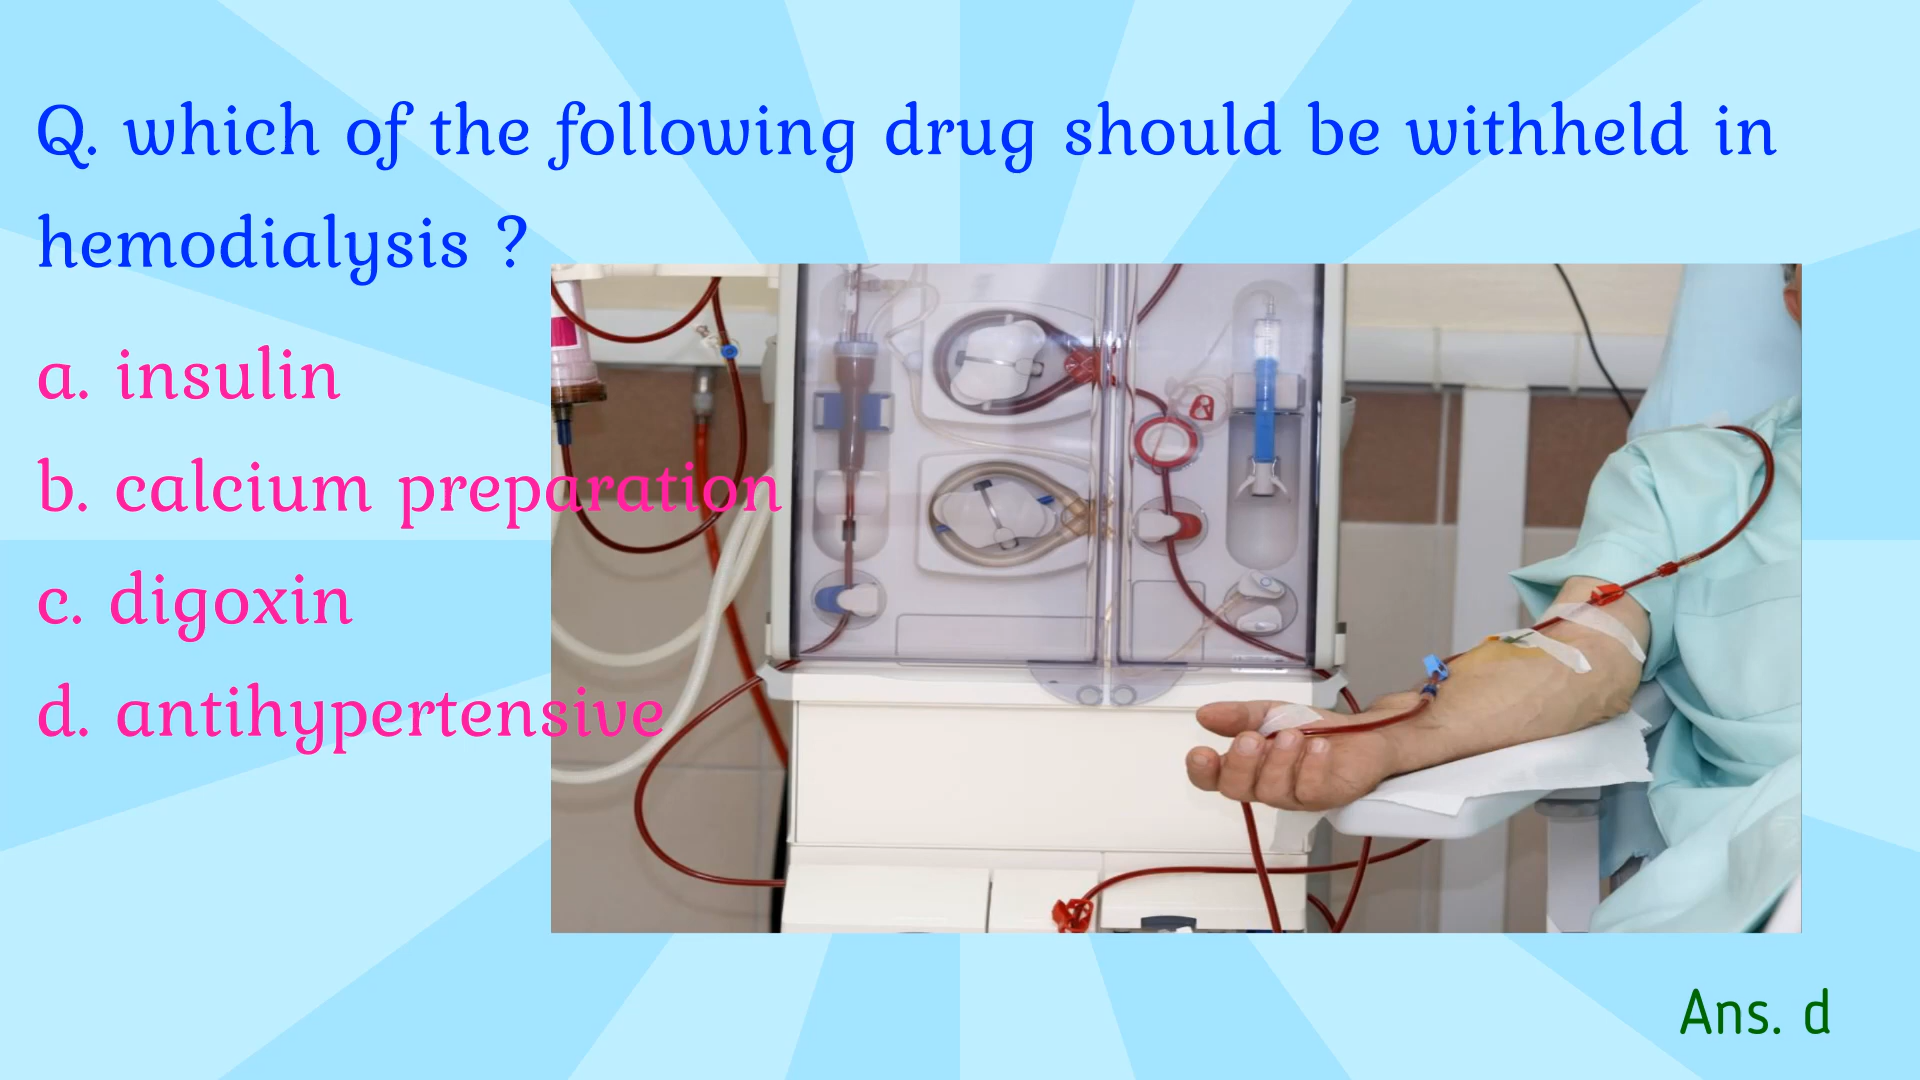 Q. which of the following drug should be withheld in
hemodialysis ?
a. insulin
b. calcium preparation
c. digoxin
d. antihypertensive
Ans. d